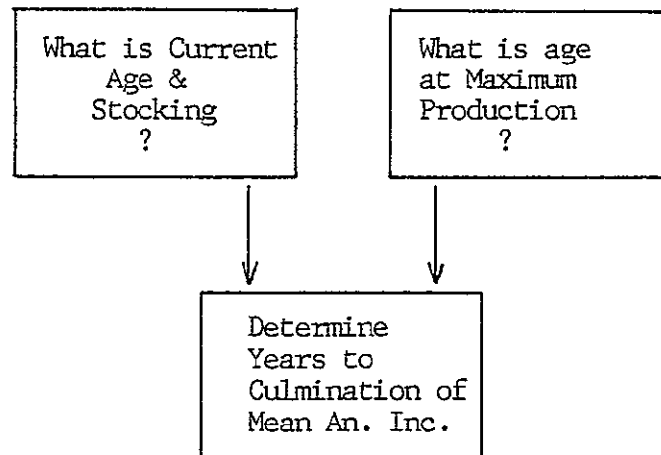 What is Current
Age &
Stocking
?
What is age
at Maximum
Production
?
Determine
Years to
Culmination of
Mean An. Inc.